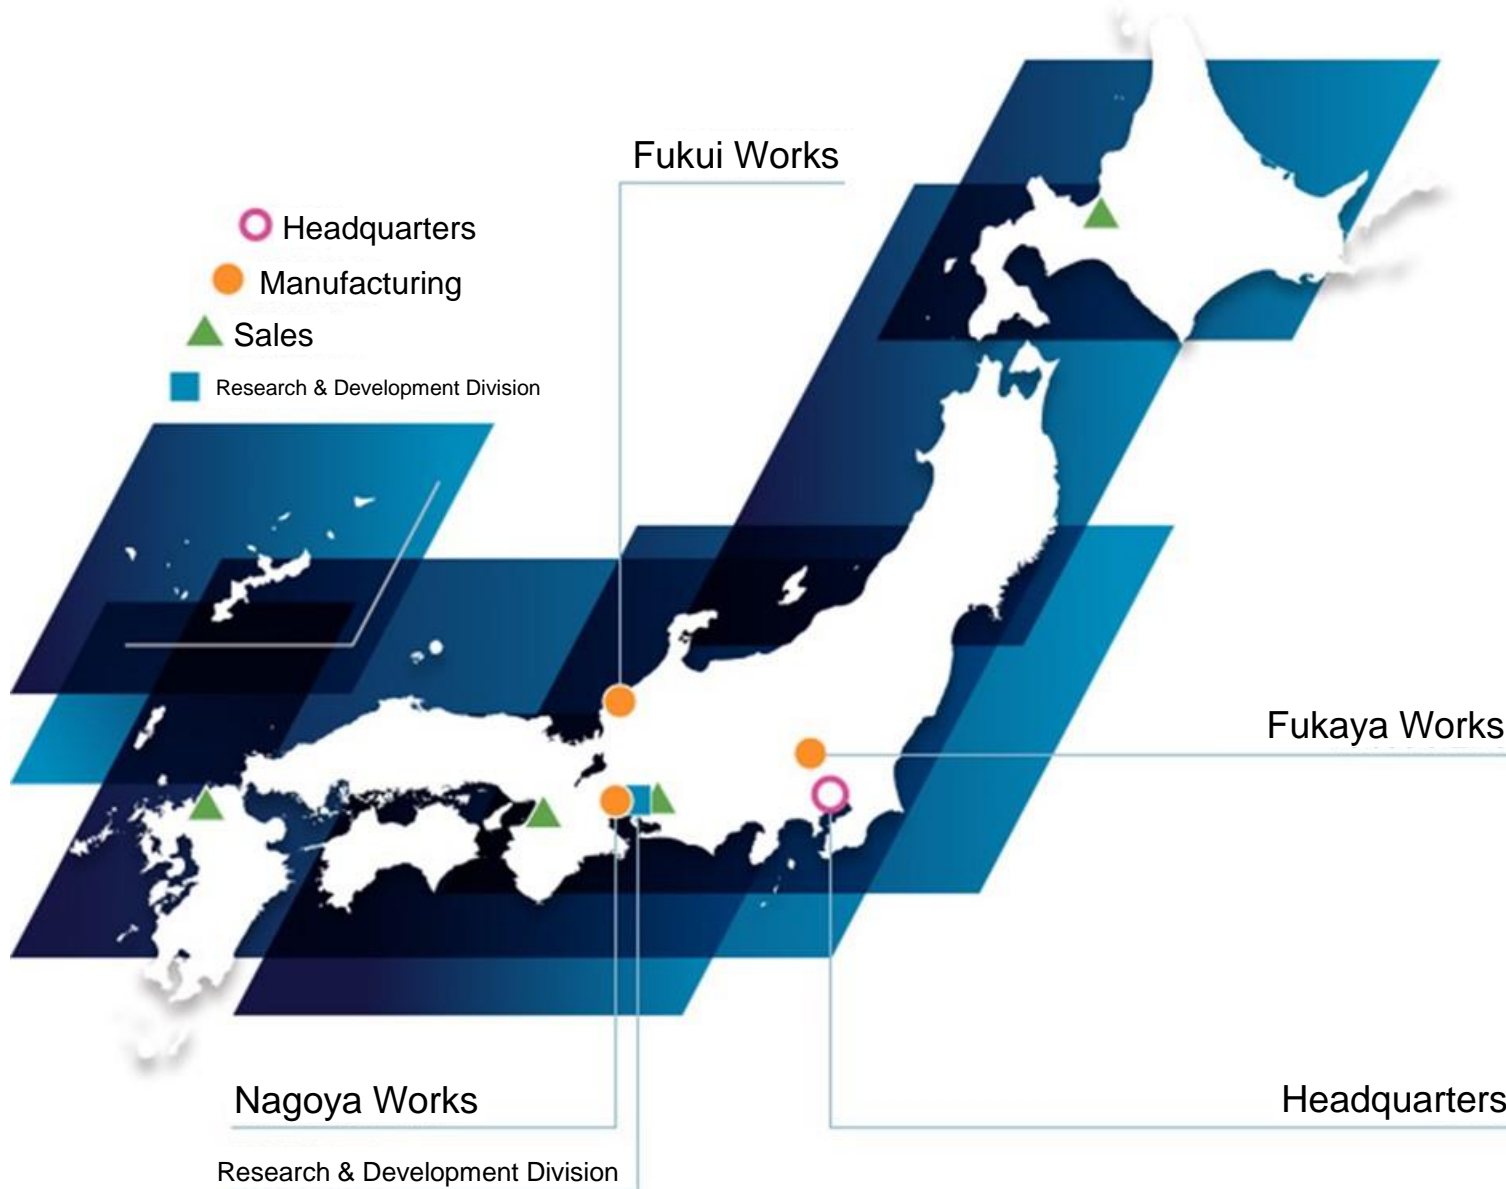 Fukui Works
Headquarters
Manufacturing
Sales
Research & Development Division
Fukaya Works
Nagoya Works
Headquarters
Research & Development Division